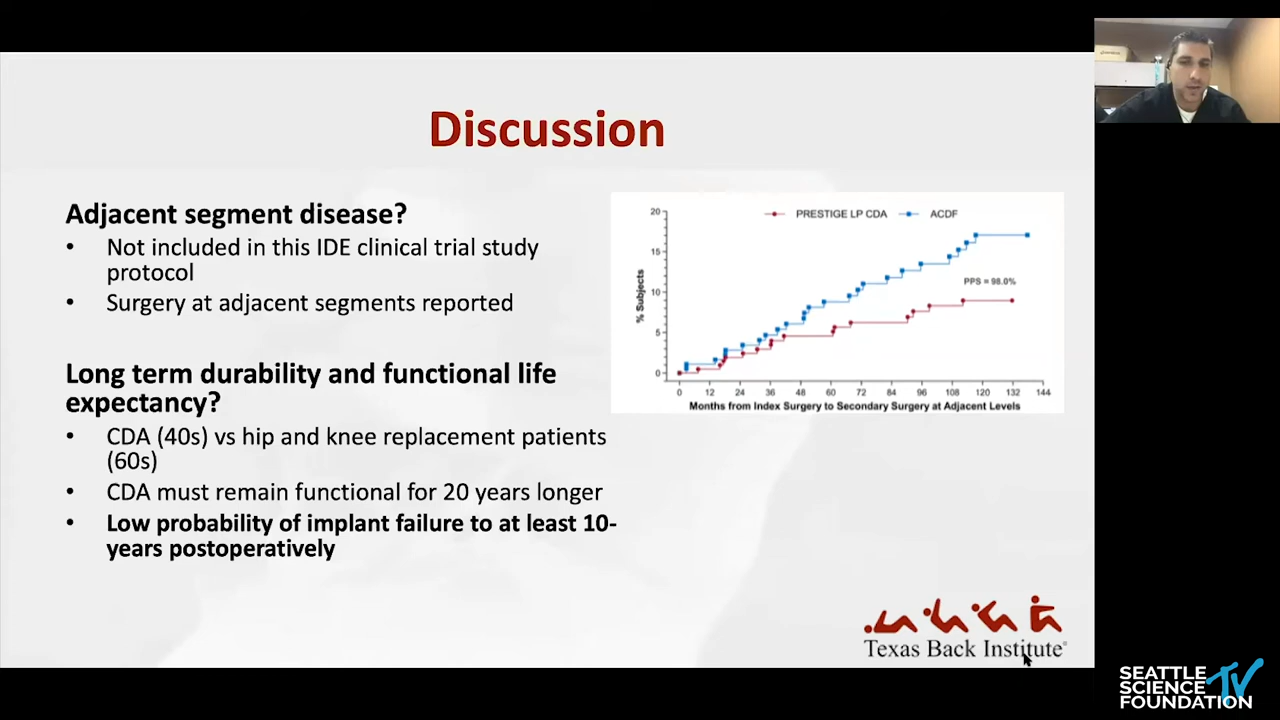 Discussion
Adjacent segment disease?
• Not included in this IDE clinical trial study
protocol
• Surgery at adjacent segments reported
Long term durability and functional life
expectancy?
• CDA (40s) vs hip and knee replacement patients
(60s)
• CDA must remain functional for 20 years longer
• Low probability of implant failure to at least 10-
years postoperatively
PRESTIGE LP CDA ACDF
% Subjects
20
15
10
5
0
PPS = 98.0%
0 12 24 36 48 60 72 84 96 108 120 132 144
Months from Index Surgery to Secondary Surgery at Adjacent Levels
Texas Back Institute®
SEATTLE
SCIENCE
FOUNDATION
TV